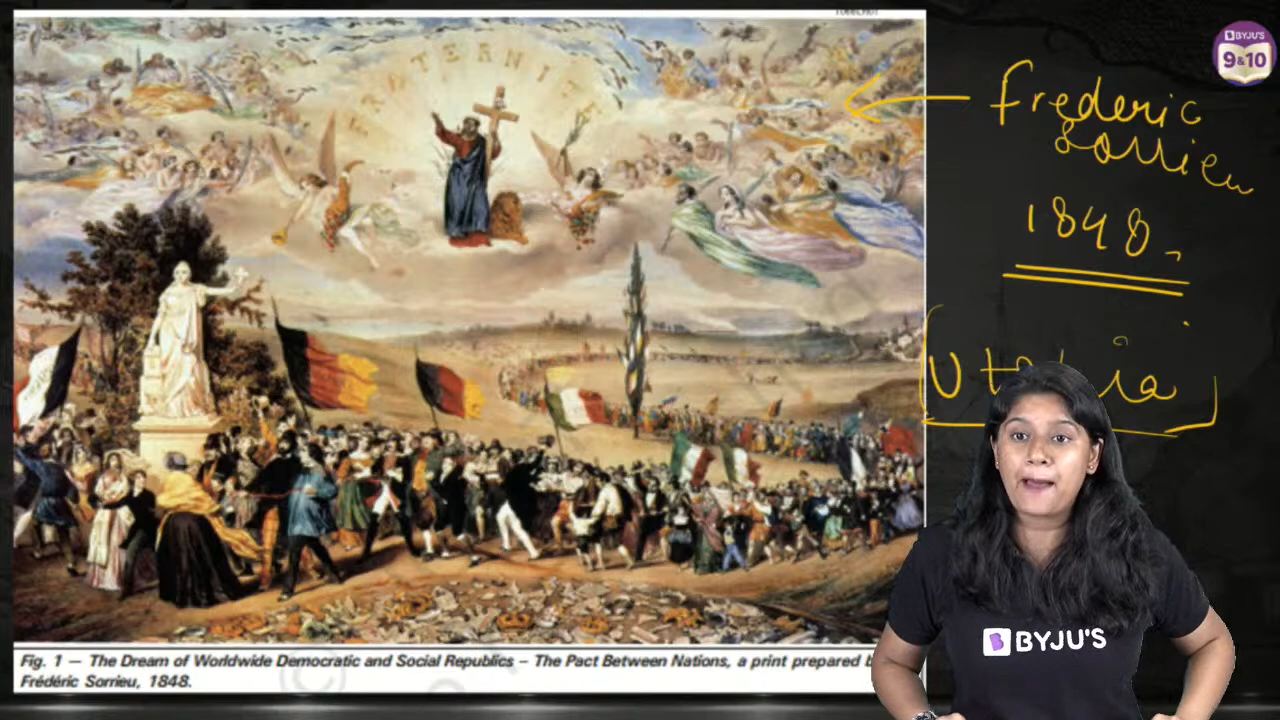 BYJU'S
9&10
frederic
Sorrieu
1848
Fig. 1 — The Dream of Worldwide Democratic and Social Republics – The Pact Between Nations, a print prepared
Frédéric Sorrieu, 1848.
BYJU'S